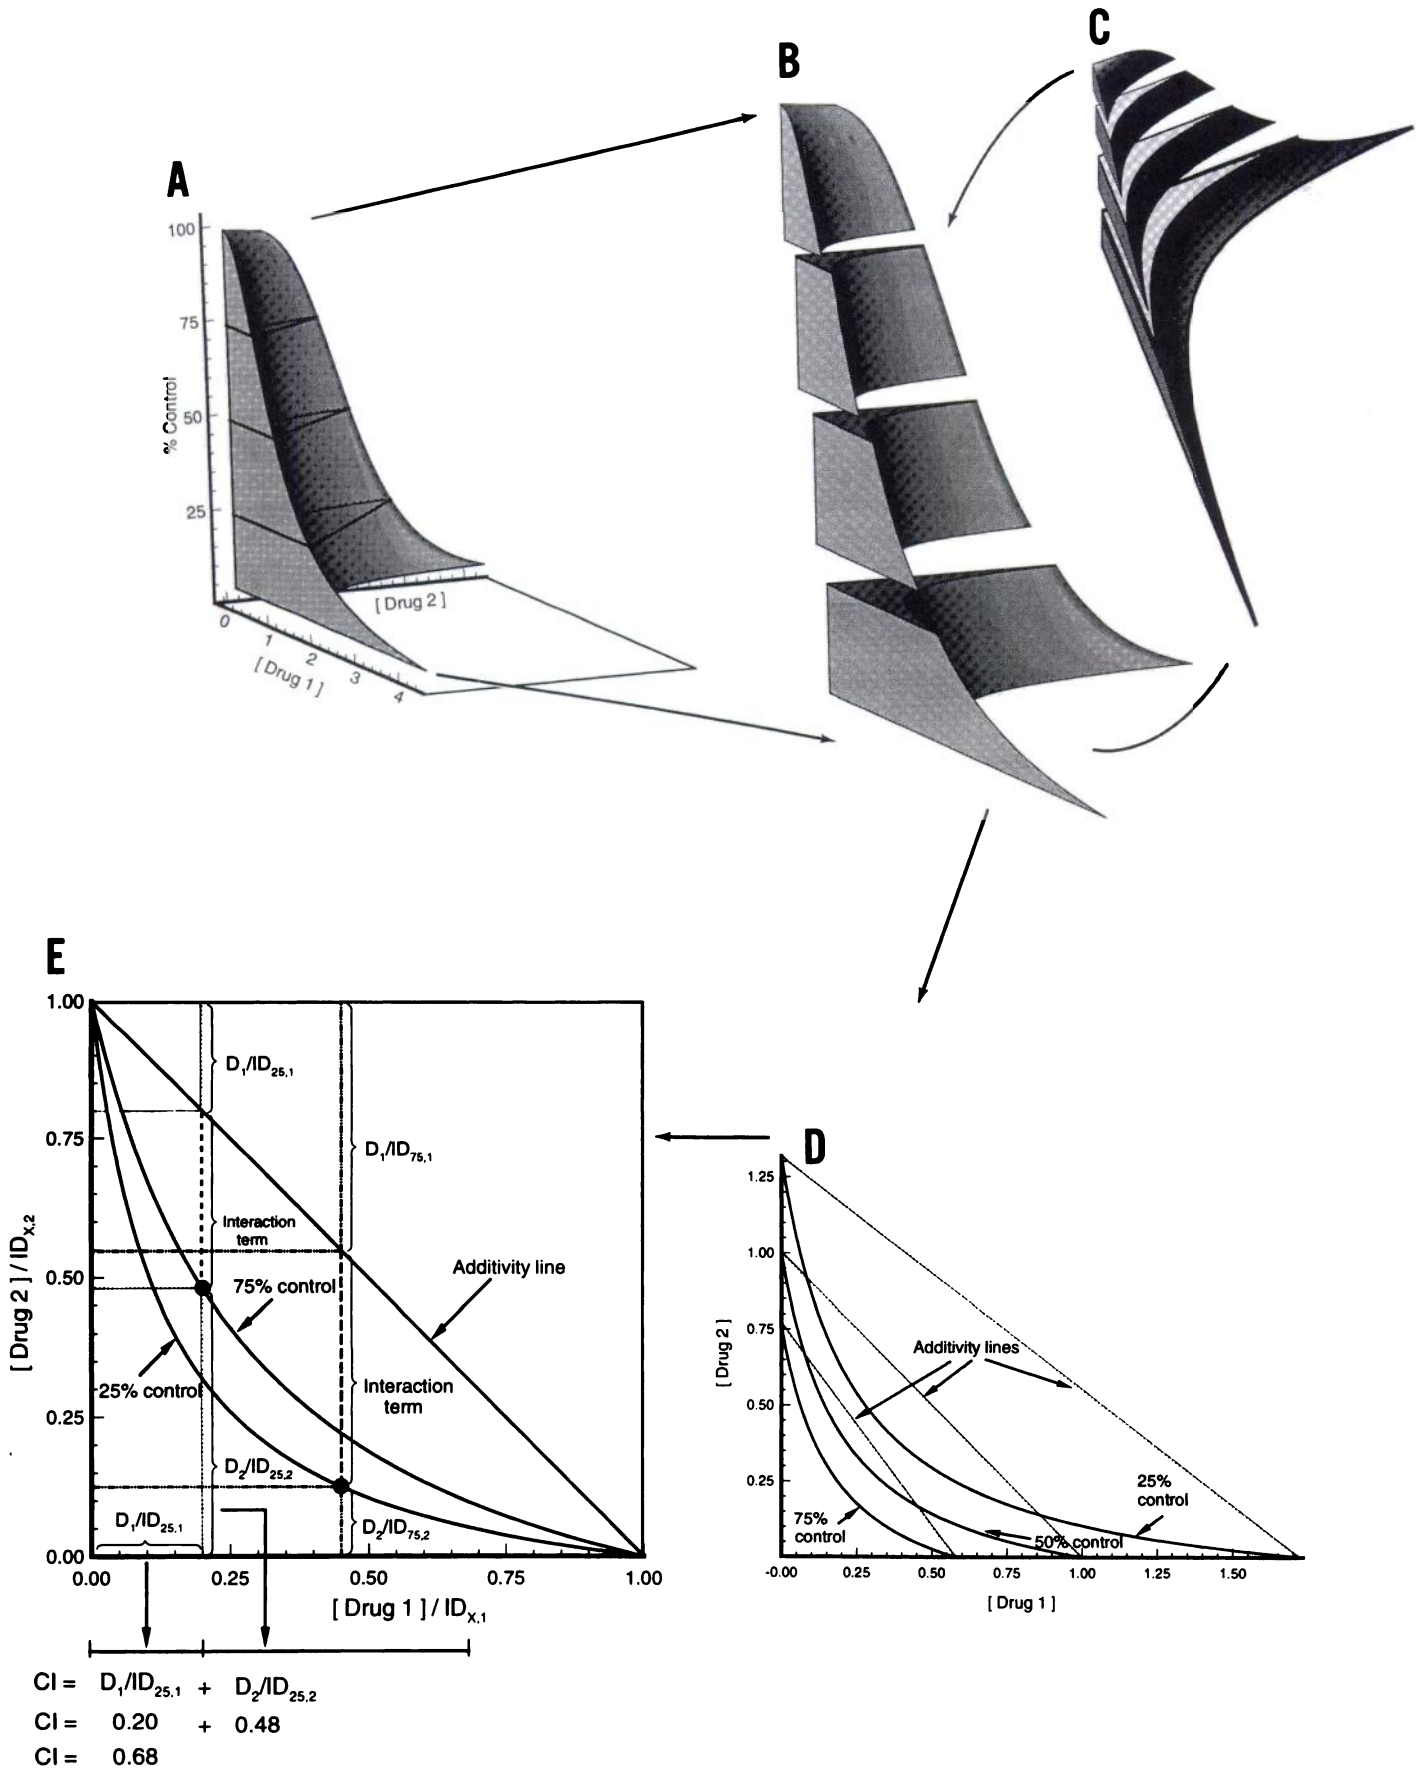 A
B
C
100
75
50
25
% Control
0
1
2
3
4
[ Drug 1 ]
[ Drug 2 ]
E
1.00
0.75
0.50
0.25
0.00
[ Drug 2 ] / ID X,2
D1/ID25,1
D1/ID75,1
Interaction
term
75% control
Additivity line
25% control
Interaction
term
D2/ID25,2
D1/ID25,1
D2/ID75,2
0.00
0.25
0.50
0.75
1.00
[ Drug 1 ] / ID X,1
CI = D1/ID25,1 + D2/ID25,2
CI = 0.20 + 0.48
CI = 0.68
D
1.25
1.00
0.75
0.50
0.25
[ Drug 2 ]
Additivity lines
25%
control
75%
control
50% control
-0.00
0.25
0.50
0.75
1.00
1.25
1.50
[ Drug 1 ]